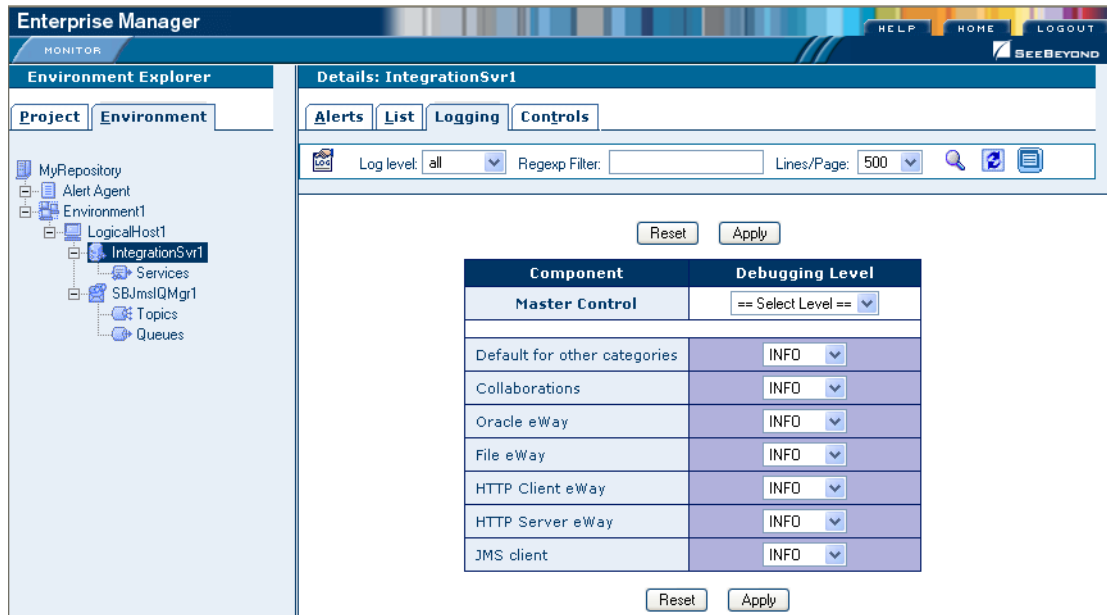 Enterprise Manager
HELP HOME LOGOUT
MONITOR
SEEBEYOND
Environment Explorer
Project Environment
MyRepository
Alert Agent
Environment1
LogicalHost1
IntegrationSvr1
Services
SBJmsIQMgr1
Topics
Queues
Details: IntegrationSvr1
Alerts List Logging Controls
LOG Log level: all Regexp Filter: Lines/Page: 500
Reset Apply
Component Debugging Level
Master Control == Select Level ==
Default for other categories INFO
Collaborations INFO
Oracle eWay INFO
File eWay INFO
HTTP Client eWay INFO
HTTP Server eWay INFO
JMS client INFO
Reset Apply